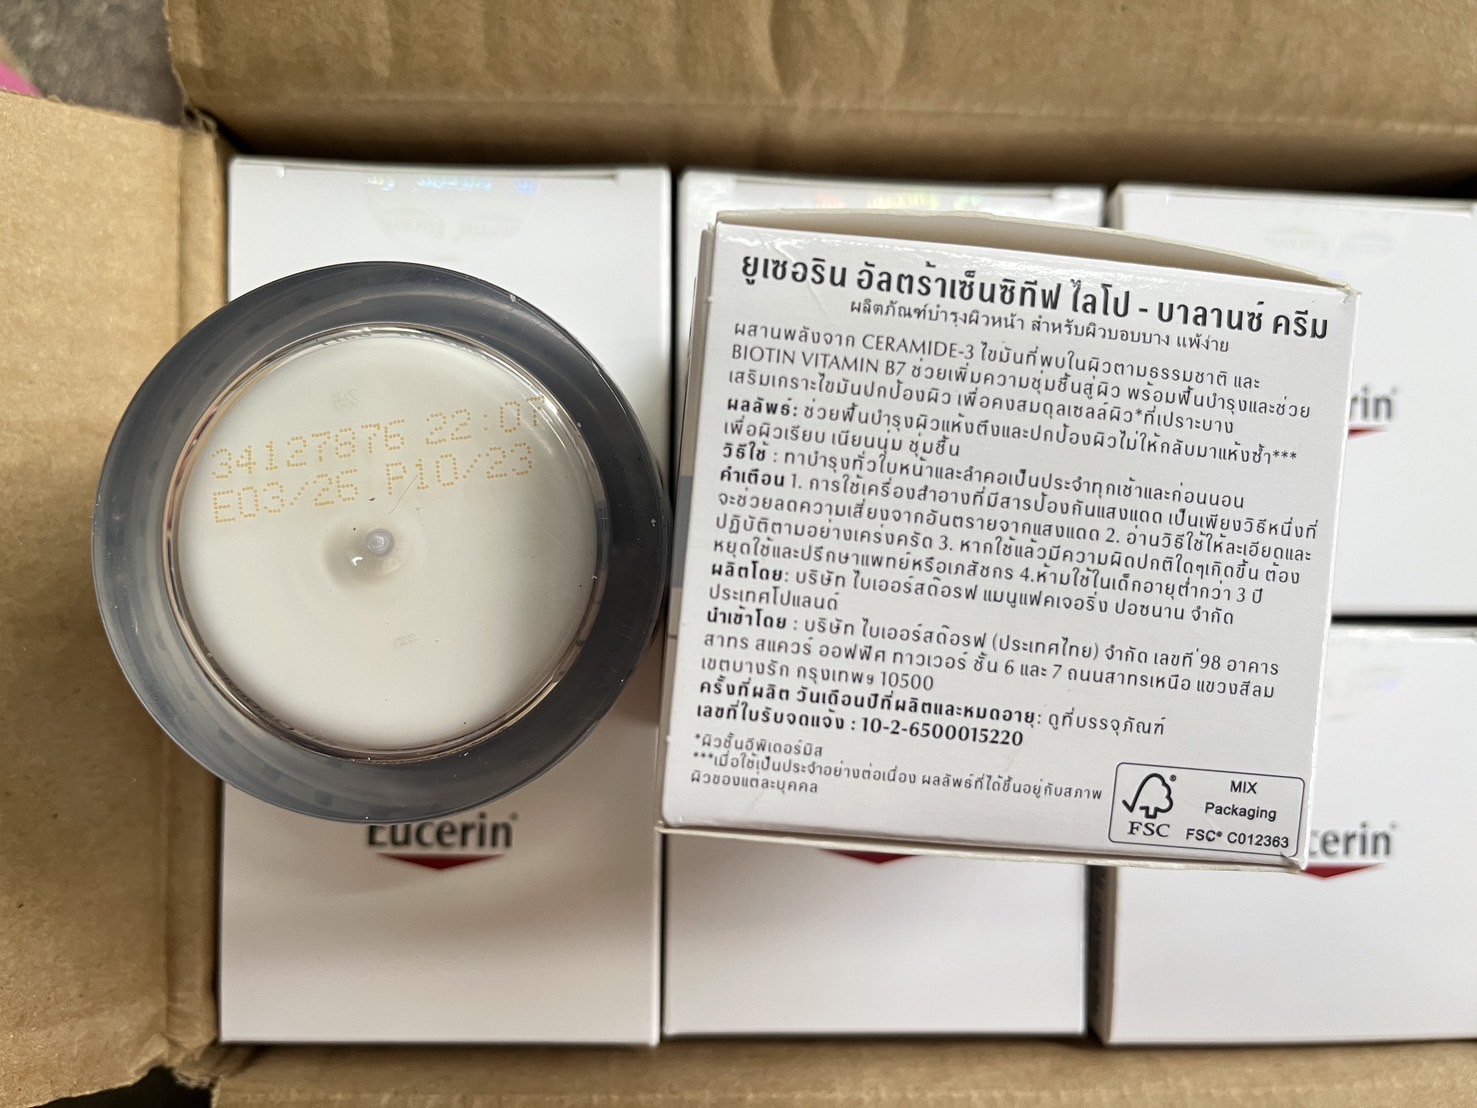 34127876 22:07
E03/26 P10/23
ยูเซอริน อัลตร้าเซ็นซิทีฟ ไลโป - บาลานซ์ ครีม
ผลิตภัณฑ์บำรุงผิวหน้า สำหรับผิวบอบบาง แพ้ง่าย
ผสานพลังจาก CERAMIDE-3 ไขมันที่พบในผิวตามธรรมชาติ และ
BIOTIN VITAMIN B7 ช่วยเพิ่มความชุ่มชื้นสู่ผิว พร้อมฟื้นบำรุงและช่วย
เสริมเกราะไขมันปกป้องผิว เพื่อคงสมดุลเซลล์ผิว*ที่เปราะบาง
ผลลัพธ์: ช่วยฟื้นบำรุงผิวแห้งตึงและปกป้องผิวไม่ให้กลับมาแห้งซ้ำ***
เพื่อผิวเรียบ เนียนนุ่ม ชุ่มชื้น
วิธีใช้ : ทาบำรุงทั่วใบหน้าและลำคอเป็นประจำทุกเช้าและก่อนนอน
คำเตือน 1. การใช้เครื่องสำอางที่มีสารป้องกันแสงแดด เป็นเพียงวิธีหนึ่งที่
จะช่วยลดความเสี่ยงจากอันตรายจากแสงแดด 2. อ่านวิธีใช้ให้ละเอียดและ
ปฏิบัติตามอย่างเคร่งครัด 3. หากใช้แล้วมีความผิดปกติใดๆเกิดขึ้น ต้อง
หยุดใช้และปรึกษาแพทย์หรือเภสัชกร 4.ห้ามใช้ในเด็กอายุต่ำกว่า 3 ปี
ผลิตโดย: บริษัท ไบเออร์สด๊อรฟ แมนูแฟคเจอริ่ง ปอซนาน จำกัด
ประเทศโปแลนด์
นำเข้าโดย : บริษัท ไบเออร์สด๊อรฟ (ประเทศไทย) จำกัด เลขที่ 98 อาคาร
สาทร สแควร์ ออฟฟิศ ทาวเวอร์ ชั้น 6 และ 7 ถนนสาทรเหนือ แขวงสีลม
เขตบางรัก กรุงเทพฯ 10500
ครั้งที่ผลิต วันเดือนปีที่ผลิตและหมดอายุ: ดูที่บรรจุภัณฑ์
เลขที่ใบรับจดแจ้ง : 10-2-6500015220
*ผิวชั้นอีพิเดอร์มิส
***เมื่อใช้เป็นประจำอย่างต่อเนื่อง ผลลัพธ์ที่ได้ขึ้นอยู่กับสภาพ
ผิวของแต่ละบุคคล
FSC®
MIX
Packaging
FSC® C012363
Eucerin®